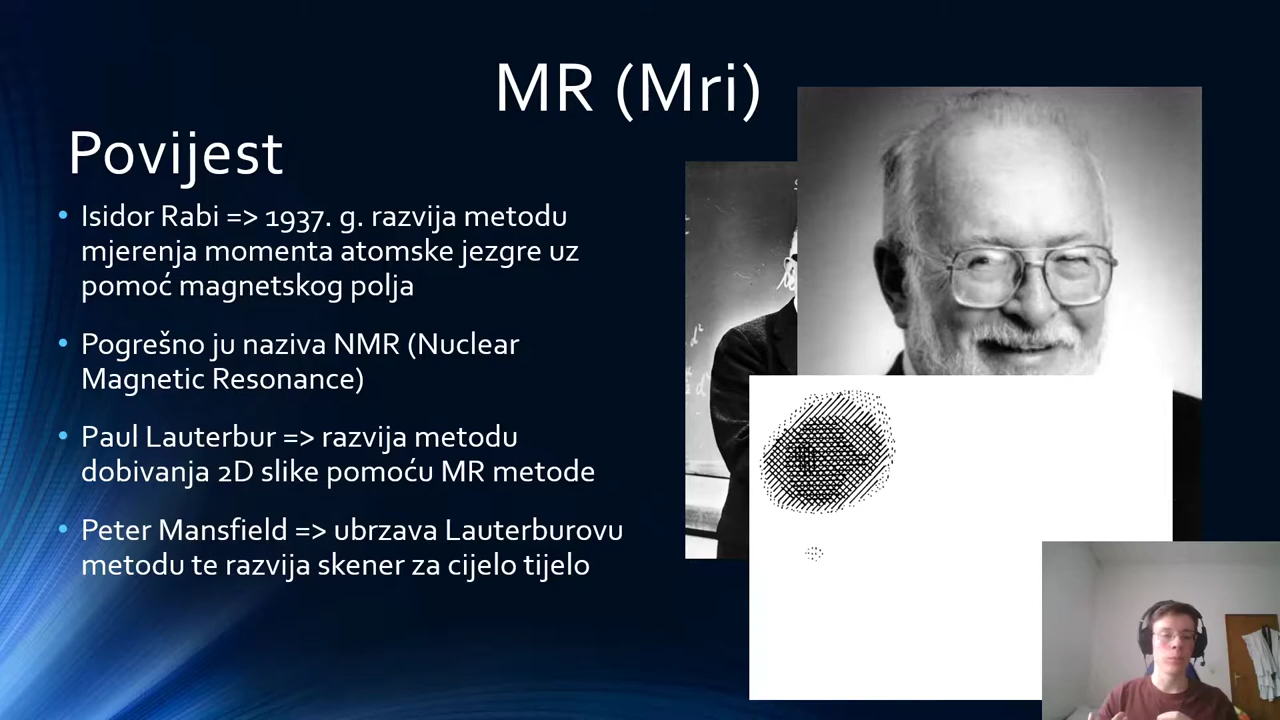 MR (Mri)
Povijest
• Isidor Rabi => 1937. g. razvija metodu
mjerenja momenta atomske jezgre uz
pomoć magnetskog polja
• Pogrešno ju naziva NMR (Nuclear
Magnetic Resonance)
• Paul Lauterbur => razvija metodu
dobivanja 2D slike pomoću MR metode
• Peter Mansfield => ubrzava Lauterburovu
metodu te razvija skener za cijelo tijelo